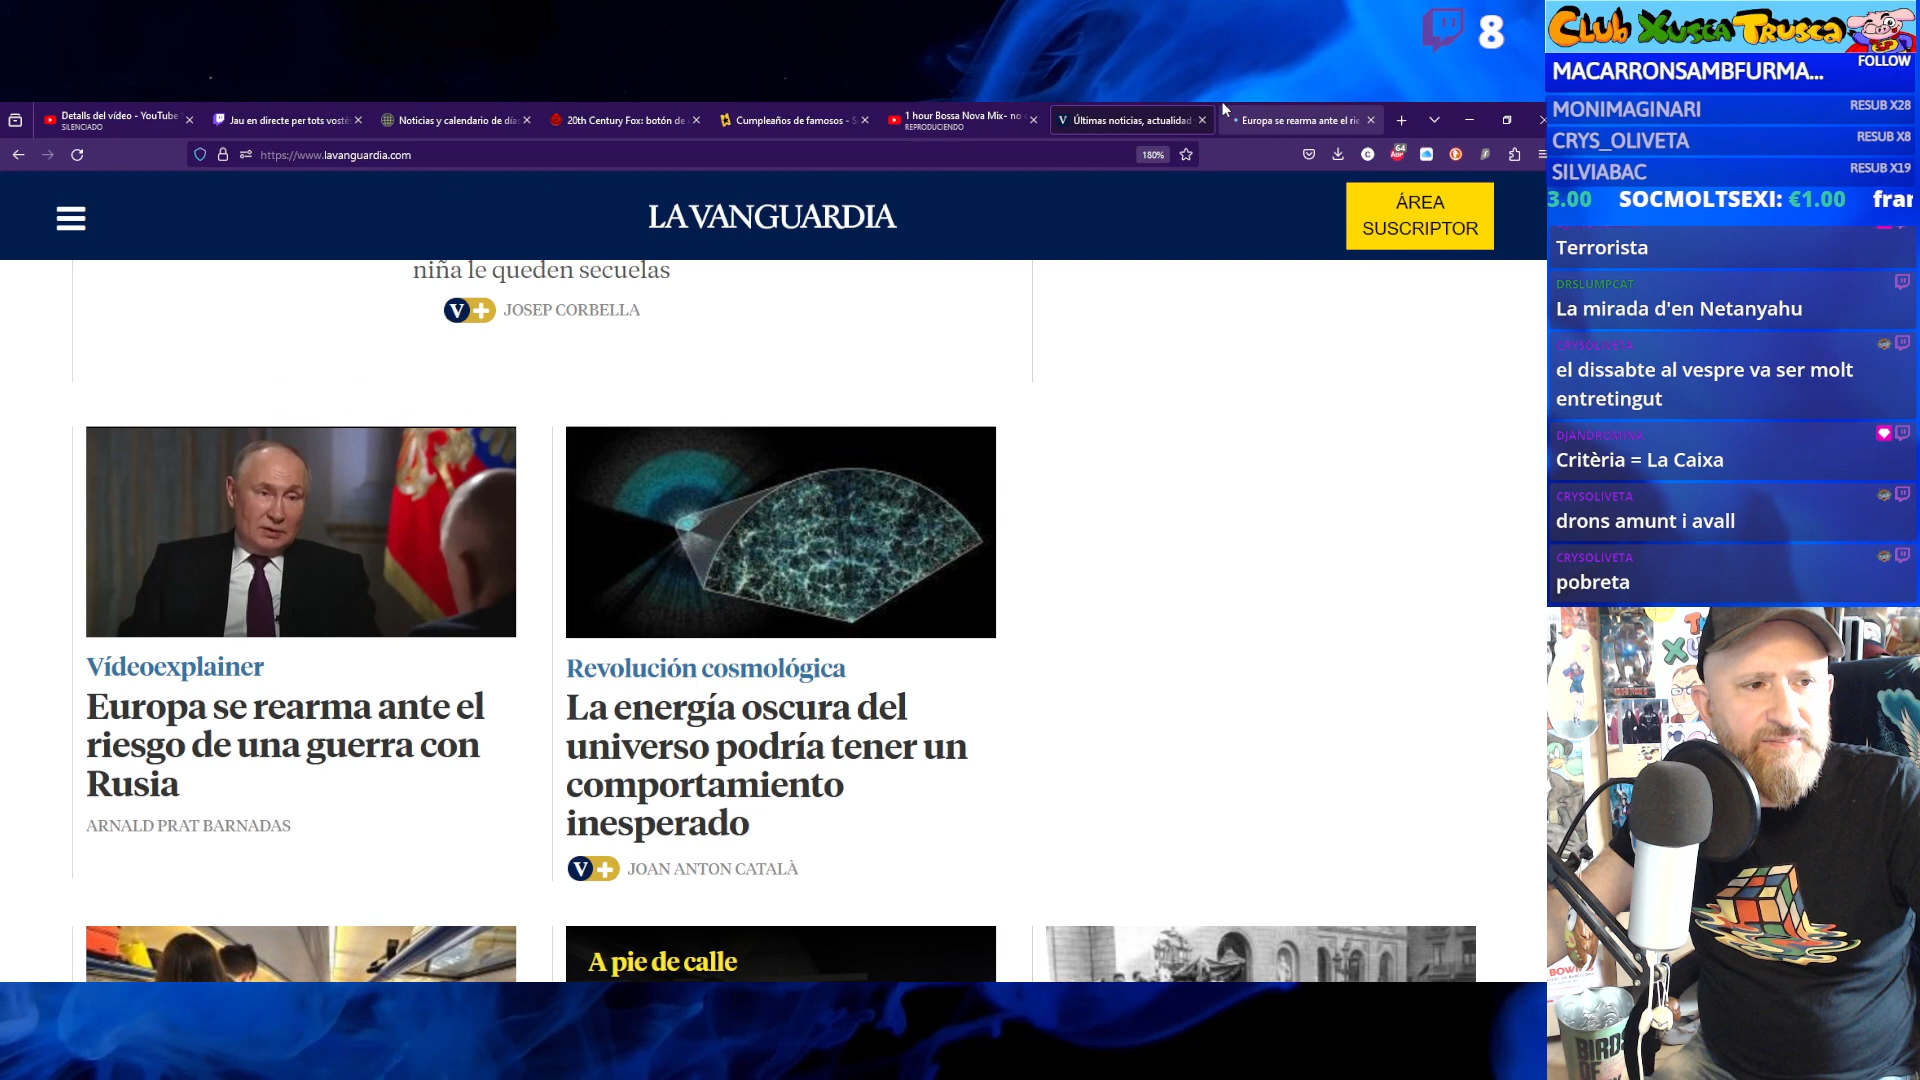 8
Club Xusca Trusca
FOLLOW
MACARRONSAMBFURMA...
MONIMAGINARI RESUB X28
CRYS_OLIVETA RESUB X8
SILVIABAC RESUB X19
3.00 SOCMOLTSEXI: €1.00 fra
Detalls del vídeo - YouTube
SILENCIADO
Jau en directe per tots vosté
Noticias y calendario de día
20th Century Fox: botón de
Cumpleaños de famosos - S
1 hour Bossa Nova Mix- no
REPRODUCIENDO
Últimas noticias, actualidad
Europa se rearma ante el rie
https://www.lavanguardia.com
180%
64
LA VANGUARDIA
ÁREA
SUSCRIPTOR
niña le queden secuelas
V+ JOSEP CORBELLA
Vídeoexplainer
Europa se rearma ante el
riesgo de una guerra con
Rusia
ARNALD PRAT BARNADAS
Revolución cosmológica
La energía oscura del
universo podría tener un
comportamiento
inesperado
V+ JOAN ANTON CATALÀ
A pie de calle
Terrorista
DRSLUMPCAT
La mirada d'en Netanyahu
CRYSOLIVETA
el dissabte al vespre va ser molt
entretingut
DJANDROMINA
Critèria = La Caixa
CRYSOLIVETA
drons amunt i avall
CRYSOLIVETA
pobreta